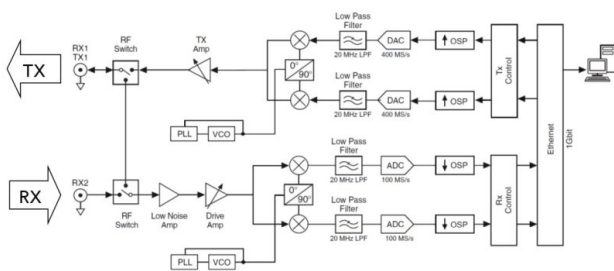 TX
RX1
TX1
RF
Switch
TX
Amp
0°
90°
Low Pass
Filter
20 MHz LPF
DAC
400 MS/s
OSP
Low Pass
Filter
20 MHz LPF
DAC
400 MS/s
OSP
Tx
Control
PLL
VCO
Ethernet
1Gbit
RX
RX2
RF
Switch
Low Noise
Amp
Drive
Amp
0°
90°
Low Pass
Filter
20 MHz LPF
ADC
100 MS/s
OSP
Low Pass
Filter
20 MHz LPF
ADC
100 MS/s
OSP
Rx
Control
PLL
VCO